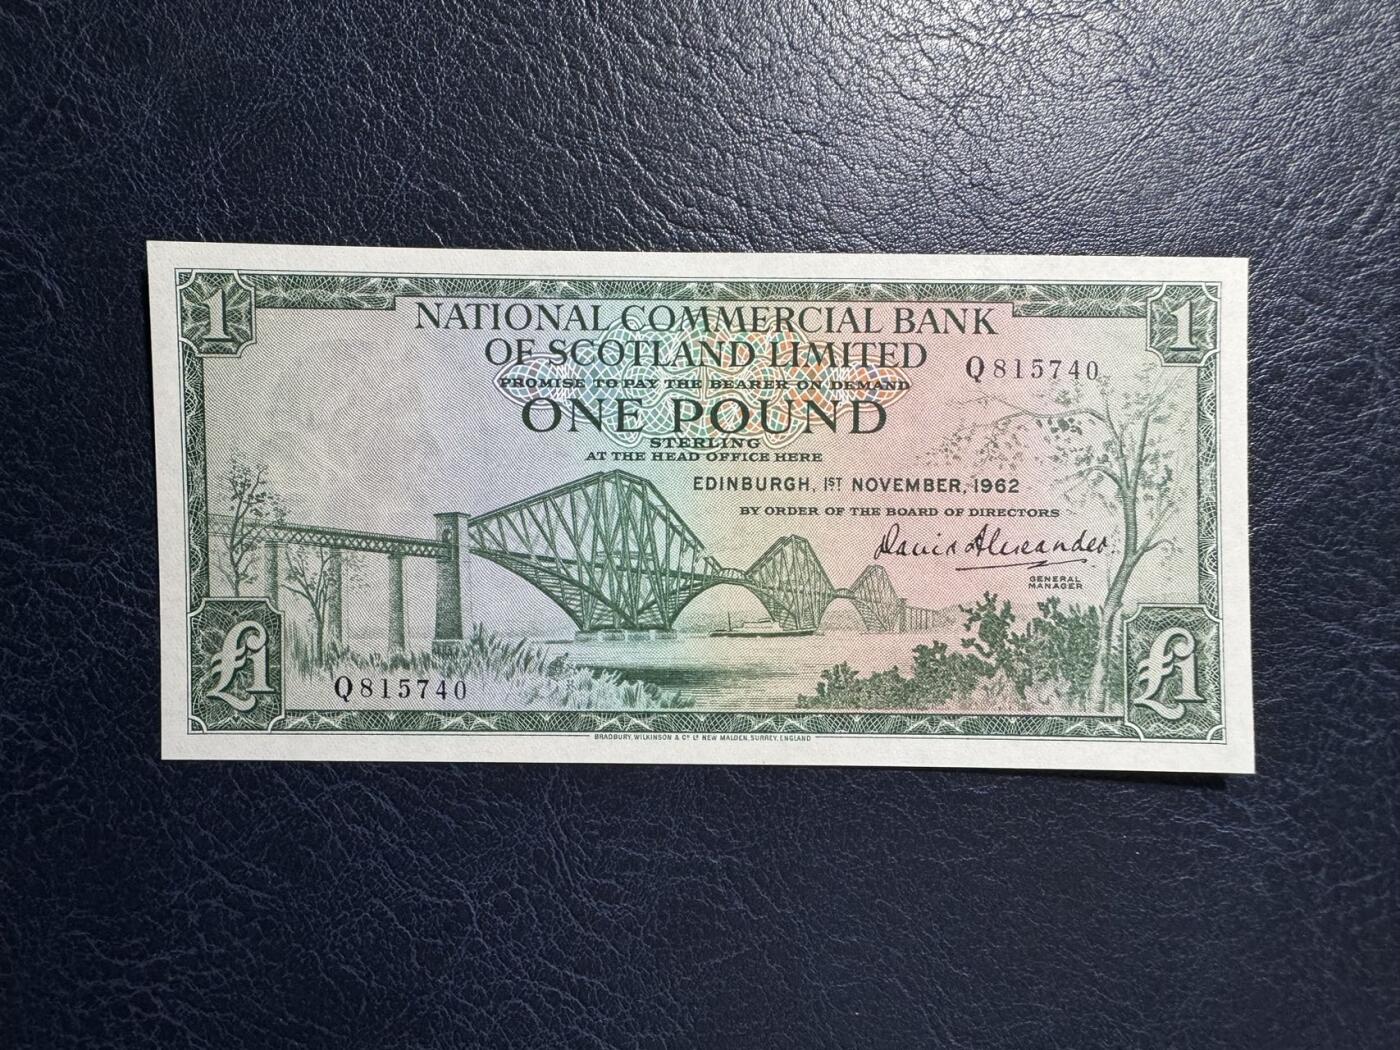 1
1
NATIONAL COMMERCIAL BANK
OF SCOTLAND LIMITED
Q 815740
PROMISE TO PAY THE BEARER ON DEMAND
ONE POUND
STERLING
AT THE HEAD OFFICE HERE
EDINBURGH, 1ST NOVEMBER, 1962
BY ORDER OF THE BOARD OF DIRECTORS
David Alexander
GENERAL
MANAGER
£1
£1
Q 815740
BRADBURY, WILKINSON & Co. Ld. NEW MALDEN, SURREY, ENGLAND